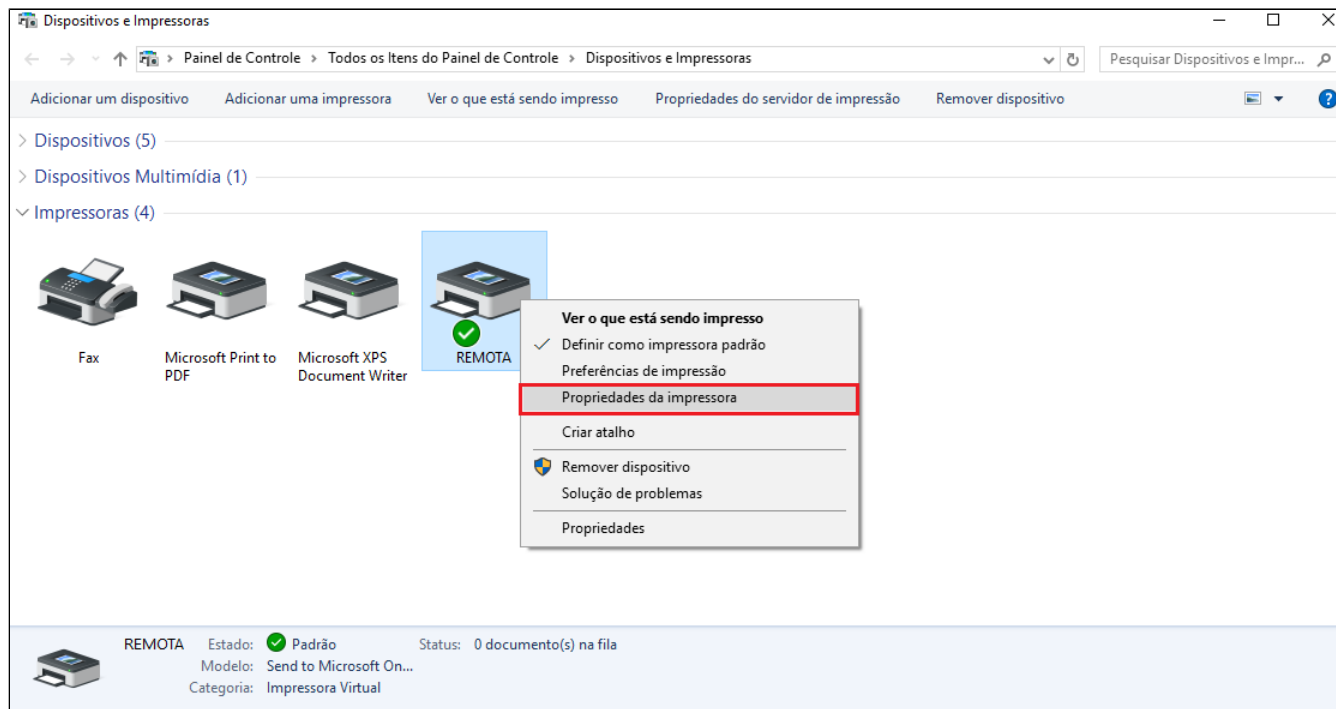 Dispositivos e Impressoras
Painel de Controle > Todos os Itens do Painel de Controle > Dispositivos e Impressoras
Pesquisar Dispositivos e Impr...
Adicionar um dispositivo Adicionar uma impressora Ver o que está sendo impresso Propriedades do servidor de impressão Remover dispositivo
?
Dispositivos (5)
Dispositivos Multimídia (1)
Impressoras (4)
Fax
Microsoft Print to
PDF
Microsoft XPS
Document Writer
REMOTA
Ver o que está sendo impresso
Definir como impressora padrão
Preferências de impressão
Propriedades da impressora
Criar atalho
Remover dispositivo
Solução de problemas
Propriedades
REMOTA Estado: Padrão Status: 0 documento(s) na fila
Modelo: Send to Microsoft On...
Categoria: Impressora Virtual